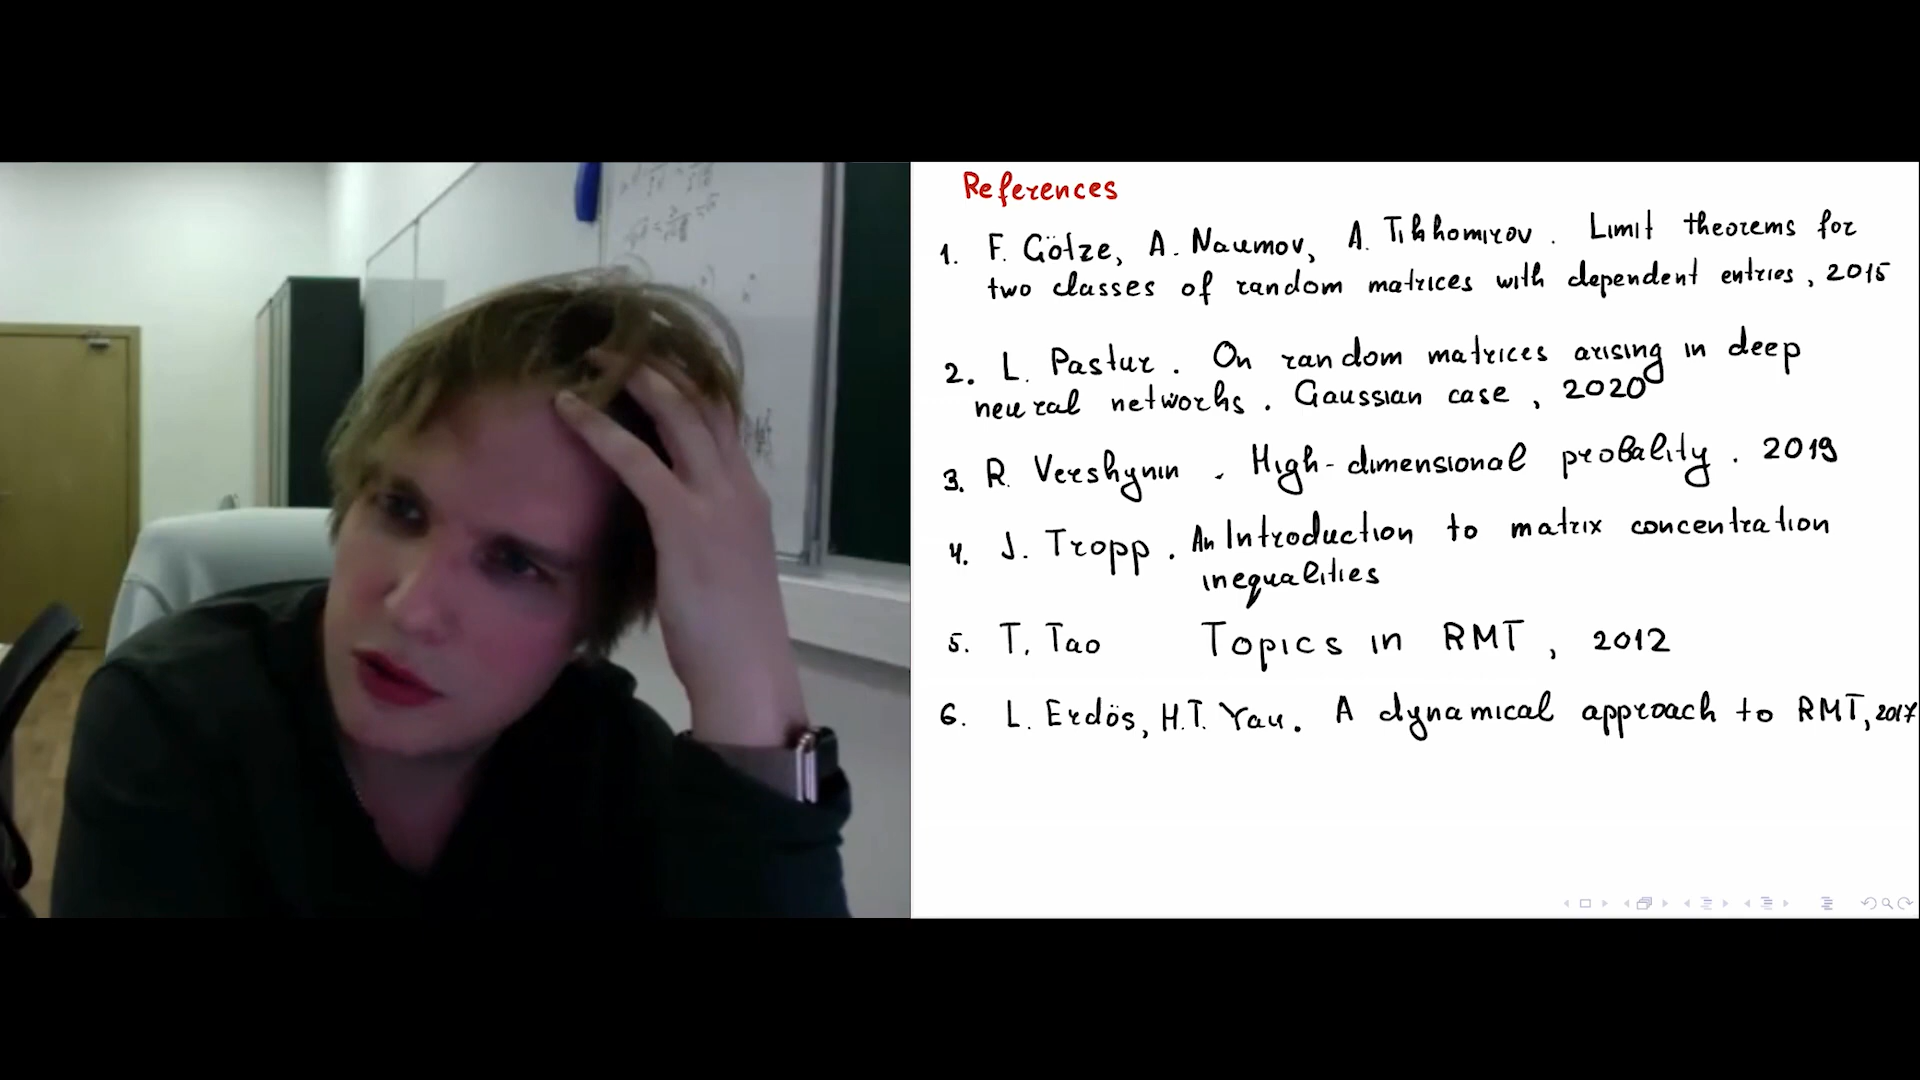 References
1. F. Götze, A. Naumov, A. Tikhomirov. Limit theorems for
two classes of random matrices with dependent entries, 2015
2. L. Pastur. On random matrices arising in deep
neural networks. Gaussian case, 2020
3. R. Vershynin. High-dimensional probality. 2019
4. J. Tropp. An Introduction to matrix concentration
inequalities
5. T. Tao Topics in RMT, 2012
6. L. Erdös, H.T. Yau. A dynamical approach to RMT, 2017